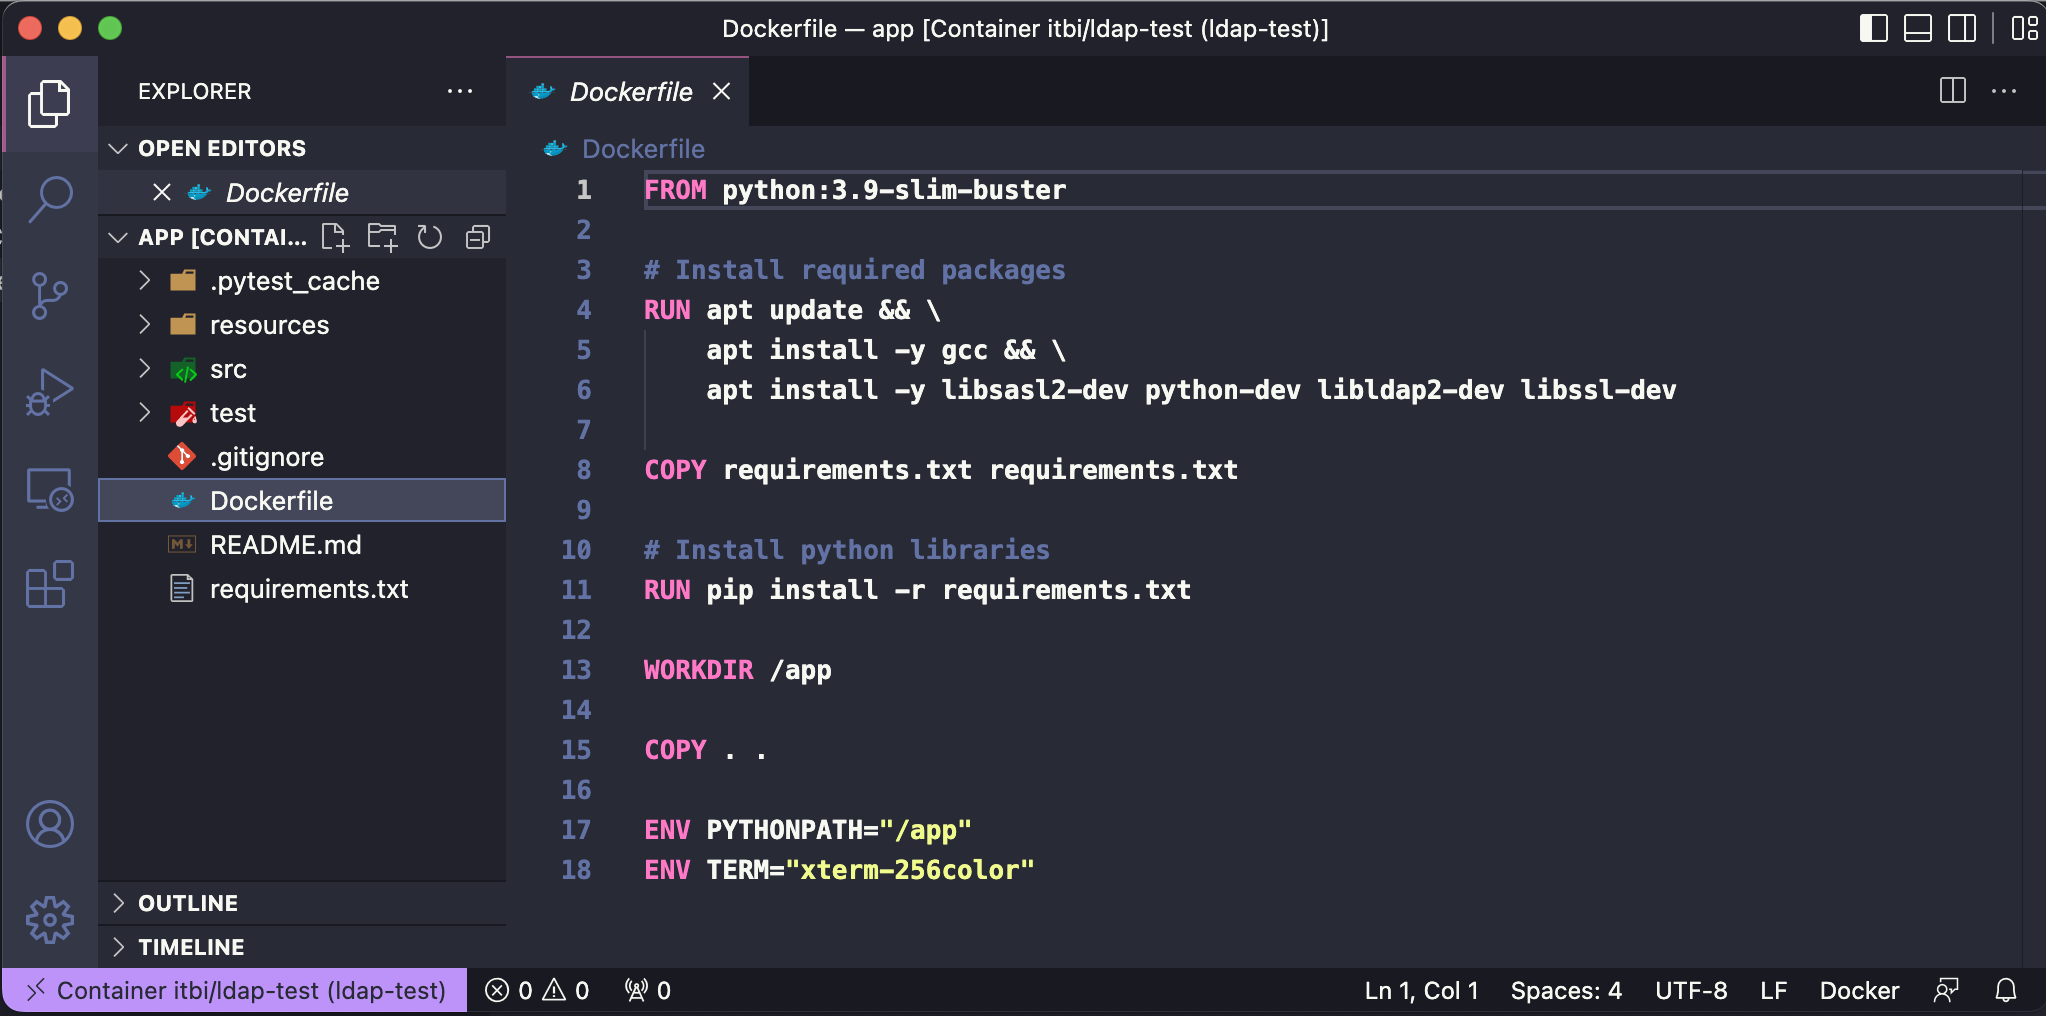 Dockerfile — app [Container itbi/ldap-test (ldap-test)]
EXPLORER
OPEN EDITORS
Dockerfile
APP [CONTAI...
.pytest_cache
resources
src
test
.gitignore
Dockerfile
README.md
requirements.txt
OUTLINE
TIMELINE
Dockerfile
Dockerfile
1 FROM python:3.9-slim-buster
2
3 # Install required packages
4 RUN apt update && \
5 apt install -y gcc && \
6 apt install -y libsasl2-dev python-dev libldap2-dev libssl-dev
7
8 COPY requirements.txt requirements.txt
9
10 # Install python libraries
11 RUN pip install -r requirements.txt
12
13 WORKDIR /app
14
15 COPY . .
16
17 ENV PYTHONPATH="/app"
18 ENV TERM="xterm-256color"
Container itbi/ldap-test (ldap-test) 0 0 0 Ln 1, Col 1 Spaces: 4 UTF-8 LF Docker